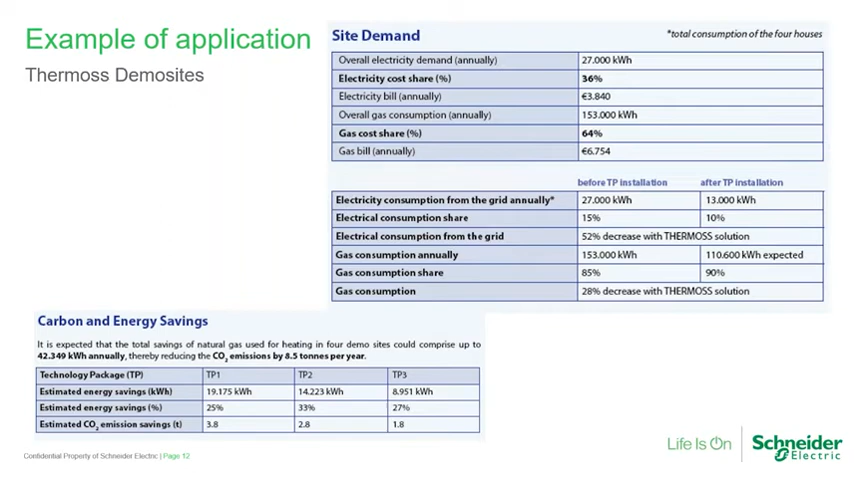 Example of application
Thermoss Demosites
Site Demand
*total consumption of the four houses
Overall electricity demand (annually) 27.000 kWh
Electricity cost share (%) 36%
Electricity bill (annually) €3.840
Overall gas consumption (annually) 153.000 kWh
Gas cost share (%) 64%
Gas bill (annually) €6.754
before TP installation after TP installation
Electricity consumption from the grid annually* 27.000 kWh 13.000 kWh
Electrical consumption share 15% 10%
Electrical consumption from the grid 52% decrease with THERMOSS solution
Gas consumption annually 153.000 kWh 110.600 kWh expected
Gas consumption share 85% 90%
Gas consumption 28% decrease with THERMOSS solution
Carbon and Energy Savings
It is expected that the total savings of natural gas used for heating in four demo sites could comprise up to
42.349 kWh annually, thereby reducing the CO₂ emissions by 8.5 tonnes per year.
Technology Package (TP) TP1 TP2 TP3
Estimated energy savings (kWh) 19.175 kWh 14.223 kWh 8.951 kWh
Estimated energy savings (%) 25% 33% 27%
Estimated CO₂ emission savings (t) 3.8 2.8 1.8
Life Is On
Schneider
Electric
Confidential Property of Schneider Electric | Page 12